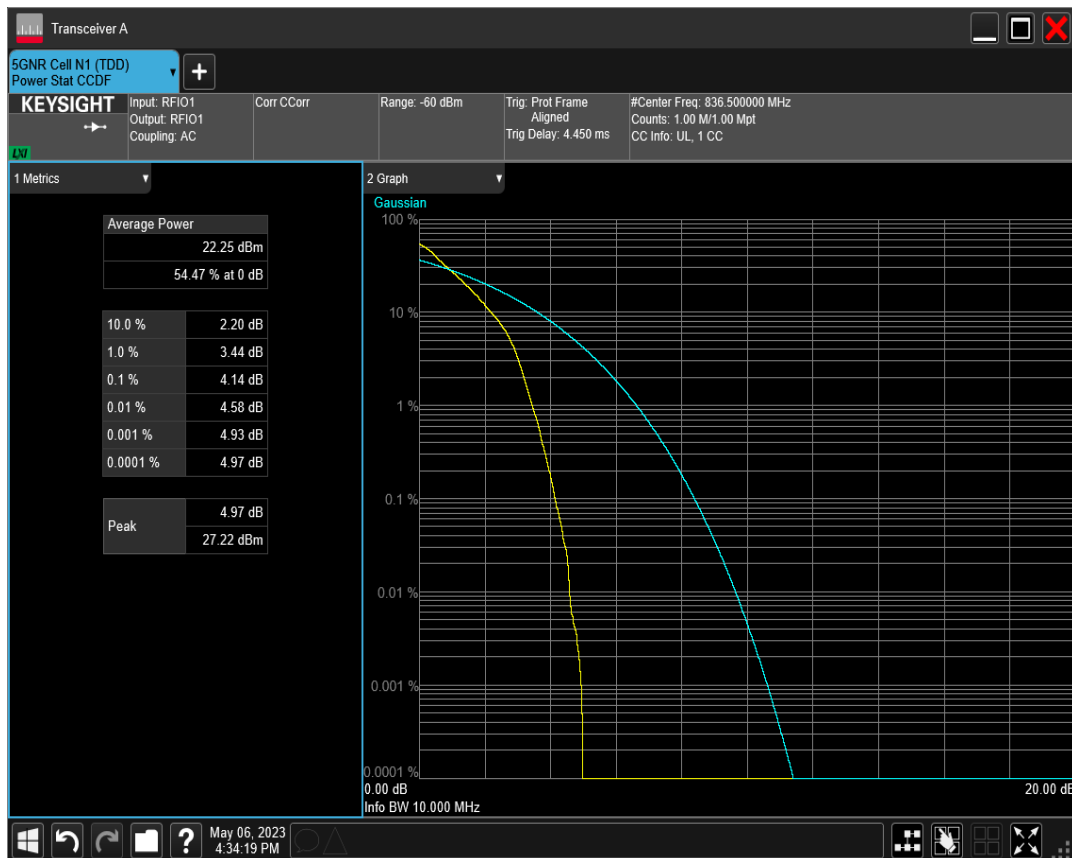 Transceiver A
5GNR Cell N1 (TDD)
Power Stat CCDF
KEYSIGHT
Input: RFIO1
Output: RFIO1
Coupling: AC
Corr CCorr
Range: -60 dBm
Trig: Prot Frame
Aligned
Trig Delay: 4.450 ms
#Center Freq: 836.500000 MHz
Counts: 1.00 M/1.00 Mpt
CC Info: UL, 1 CC
LXI
1 Metrics
Average Power
22.25 dBm
54.47 % at 0 dB
10.0 % 2.20 dB
1.0 % 3.44 dB
0.1 % 4.14 dB
0.01 % 4.58 dB
0.001 % 4.93 dB
0.0001 % 4.97 dB
Peak 4.97 dB
27.22 dBm
2 Graph
Gaussian
100 %
10 %
1 %
0.1 %
0.01 %
0.001 %
0.0001 %
0.00 dB
20.00 dB
Info BW 10.000 MHz
May 06, 2023
4:34:19 PM